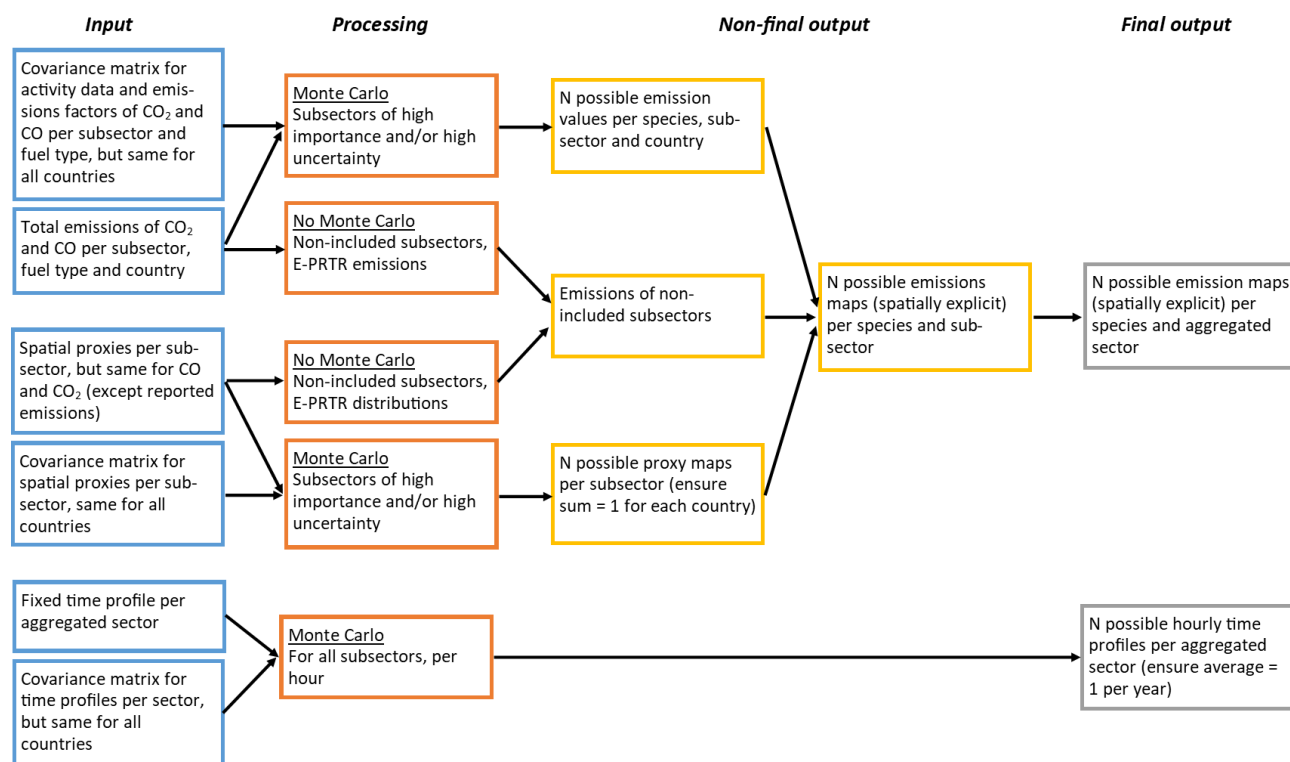 Input
Processing
Non-final output
Final output
Covariance matrix for
activity data and emis-
sions factors of CO₂ and
CO per subsector and
fuel type, but same for
all countries
Total emissions of CO₂
and CO per subsector,
fuel type and country
Spatial proxies per sub-
sector, but same for CO
and CO₂ (except reported
emissions)
Covariance matrix for
spatial proxies per sub-
sector, same for all
countries
Fixed time profile per
aggregated sector
Covariance matrix for
time profiles per sector,
but same for all
countries
Monte Carlo
Subsectors of high
importance and/or high
uncertainty
No Monte Carlo
Non-included subsectors,
E-PRTR emissions
No Monte Carlo
Non-included subsectors,
E-PRTR distributions
Monte Carlo
Subsectors of high
importance and/or high
uncertainty
Monte Carlo
For all subsectors, per
hour
N possible emission
values per species, sub-
sector and country
Emissions of non-
included subsectors
N possible proxy maps
per subsector (ensure
sum = 1 for each country)
N possible emissions
maps (spatially explicit)
per species and sub-
sector
N possible emission maps
(spatially explicit) per
species and aggregated
sector
N possible hourly time
profiles per aggregated
sector (ensure average =
1 per year)